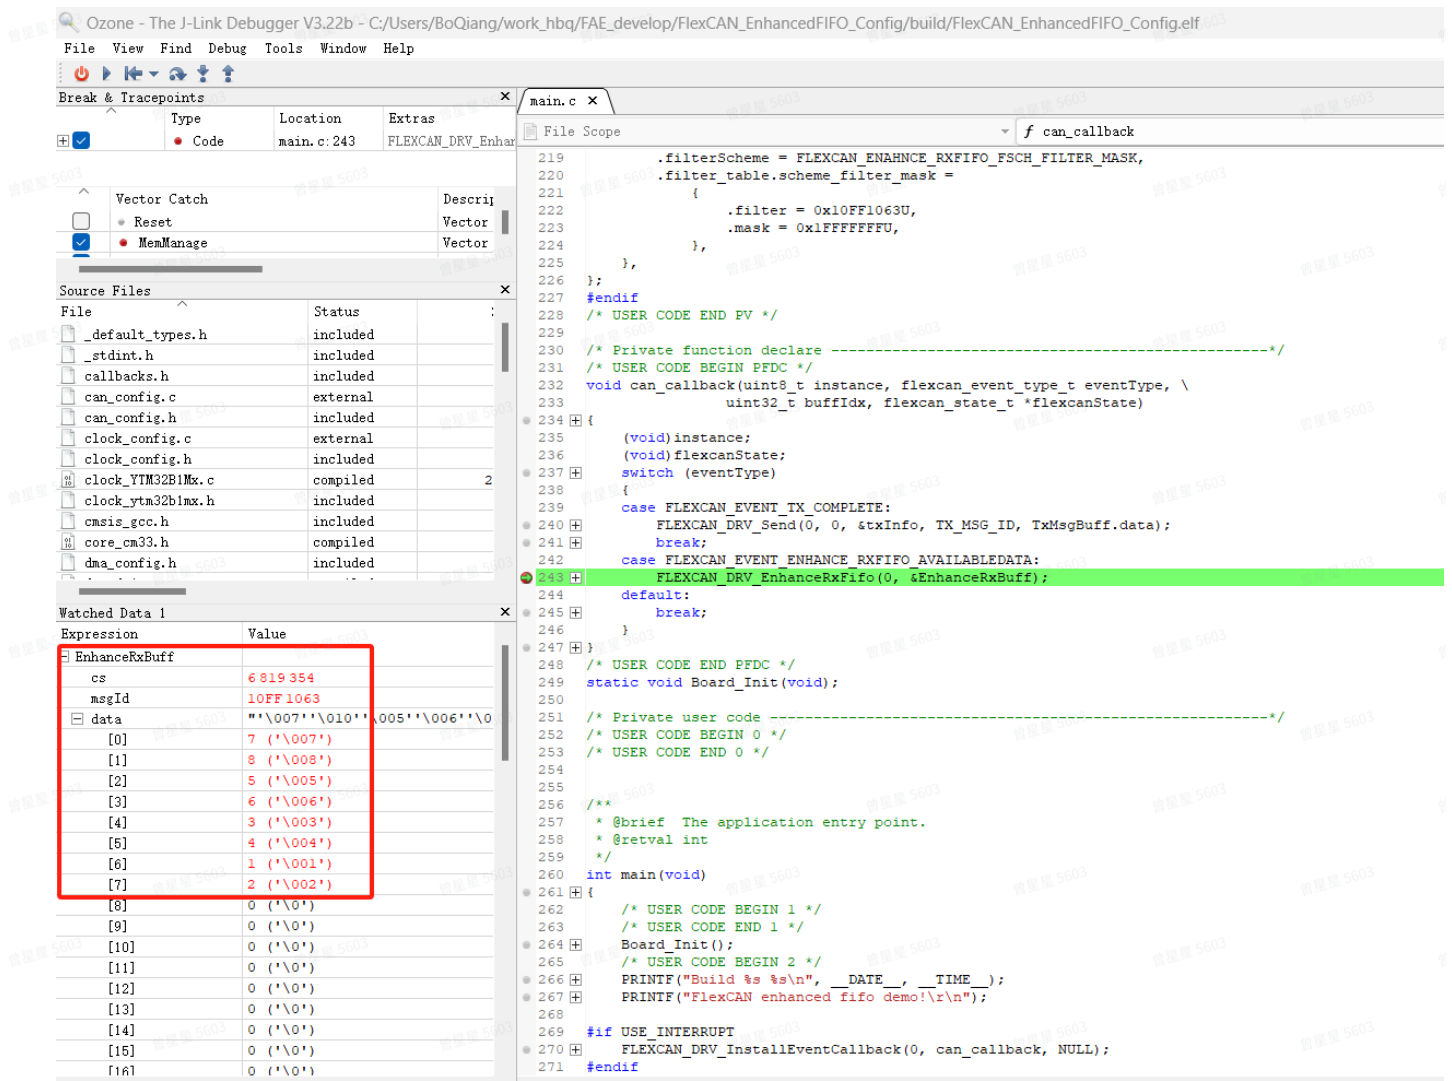 Ozone - The J-Link Debugger V3.22b - C:/Users/BoQiang/work_hbq/FAE_develop/FlexCAN_EnhancedFIFO_Config/build/FlexCAN_EnhancedFIFO_Config.elf
File View Find Debug Tools Window Help
Break & Tracepoints
Type Location Extras
Code main.c:243 FLEXCAN_DRV_Enhan
Vector Catch Descrip
Reset Vector
MemManage Vector
Source Files
File Status
_default_types.h included
_stdint.h included
callbacks.h included
can_config.c external
can_config.h included
clock_config.c external
clock_config.h included
clock_YTM32B1Mx.c compiled 2
clock_ytm32b1mx.h included
cmsis_gcc.h included
core_cm33.h compiled
dma_config.h included
Watched Data 1
Expression Value
EnhanceRxBuff
cs 6 819 354
msgId 10FF 1063
data "'\007''\010''\005''\006''\0
[0] 7 ('\007')
[1] 8 ('\008')
[2] 5 ('\005')
[3] 6 ('\006')
[4] 3 ('\003')
[5] 4 ('\004')
[6] 1 ('\001')
[7] 2 ('\002')
[8] 0 ('\0')
[9] 0 ('\0')
[10] 0 ('\0')
[11] 0 ('\0')
[12] 0 ('\0')
[13] 0 ('\0')
[14] 0 ('\0')
[15] 0 ('\0')
[16] 0 ('\0')
main.c
File Scope f can_callback
219 .filterScheme = FLEXCAN_ENAHNCE_RXFIFO_FSCH_FILTER_MASK,
220 .filter_table.scheme_filter_mask =
221 {
222 .filter = 0x10FF1063U,
223 .mask = 0x1FFFFFFFU,
224 },
225 },
226 };
227 #endif
228 /* USER CODE END PV */
229
230 /* Private function declare --------------------------------------------------*/
231 /* USER CODE BEGIN PFDC */
232 void can_callback(uint8_t instance, flexcan_event_type_t eventType, \
233 uint32_t buffIdx, flexcan_state_t *flexcanState)
234 {
235 (void)instance;
236 (void)flexcanState;
237 switch (eventType)
238 {
239 case FLEXCAN_EVENT_TX_COMPLETE:
240 FLEXCAN_DRV_Send(0, 0, &txInfo, TX_MSG_ID, TxMsgBuff.data);
241 break;
242 case FLEXCAN_EVENT_ENHANCE_RXFIFO_AVAILABLEDATA:
243 FLEXCAN_DRV_EnhanceRxFifo(0, &EnhanceRxBuff);
244 default:
245 break;
246 }
247 }
248 /* USER CODE END PFDC */
249 static void Board_Init(void);
250
251 /* Private user code ---------------------------------------------------------*/
252 /* USER CODE BEGIN 0 */
253 /* USER CODE END 0 */
254
255
256 /**
257 * @brief The application entry point.
258 * @retval int
259 */
260 int main(void)
261 {
262 /* USER CODE BEGIN 1 */
263 /* USER CODE END 1 */
264 Board_Init();
265 /* USER CODE BEGIN 2 */
266 PRINTF("Build %s %s\n", __DATE__, __TIME__);
267 PRINTF("FlexCAN enhanced fifo demo!\r\n");
268
269 #if USE_INTERRUPT
270 FLEXCAN_DRV_InstallEventCallback(0, can_callback, NULL);
271 #endif
曾星星 5603